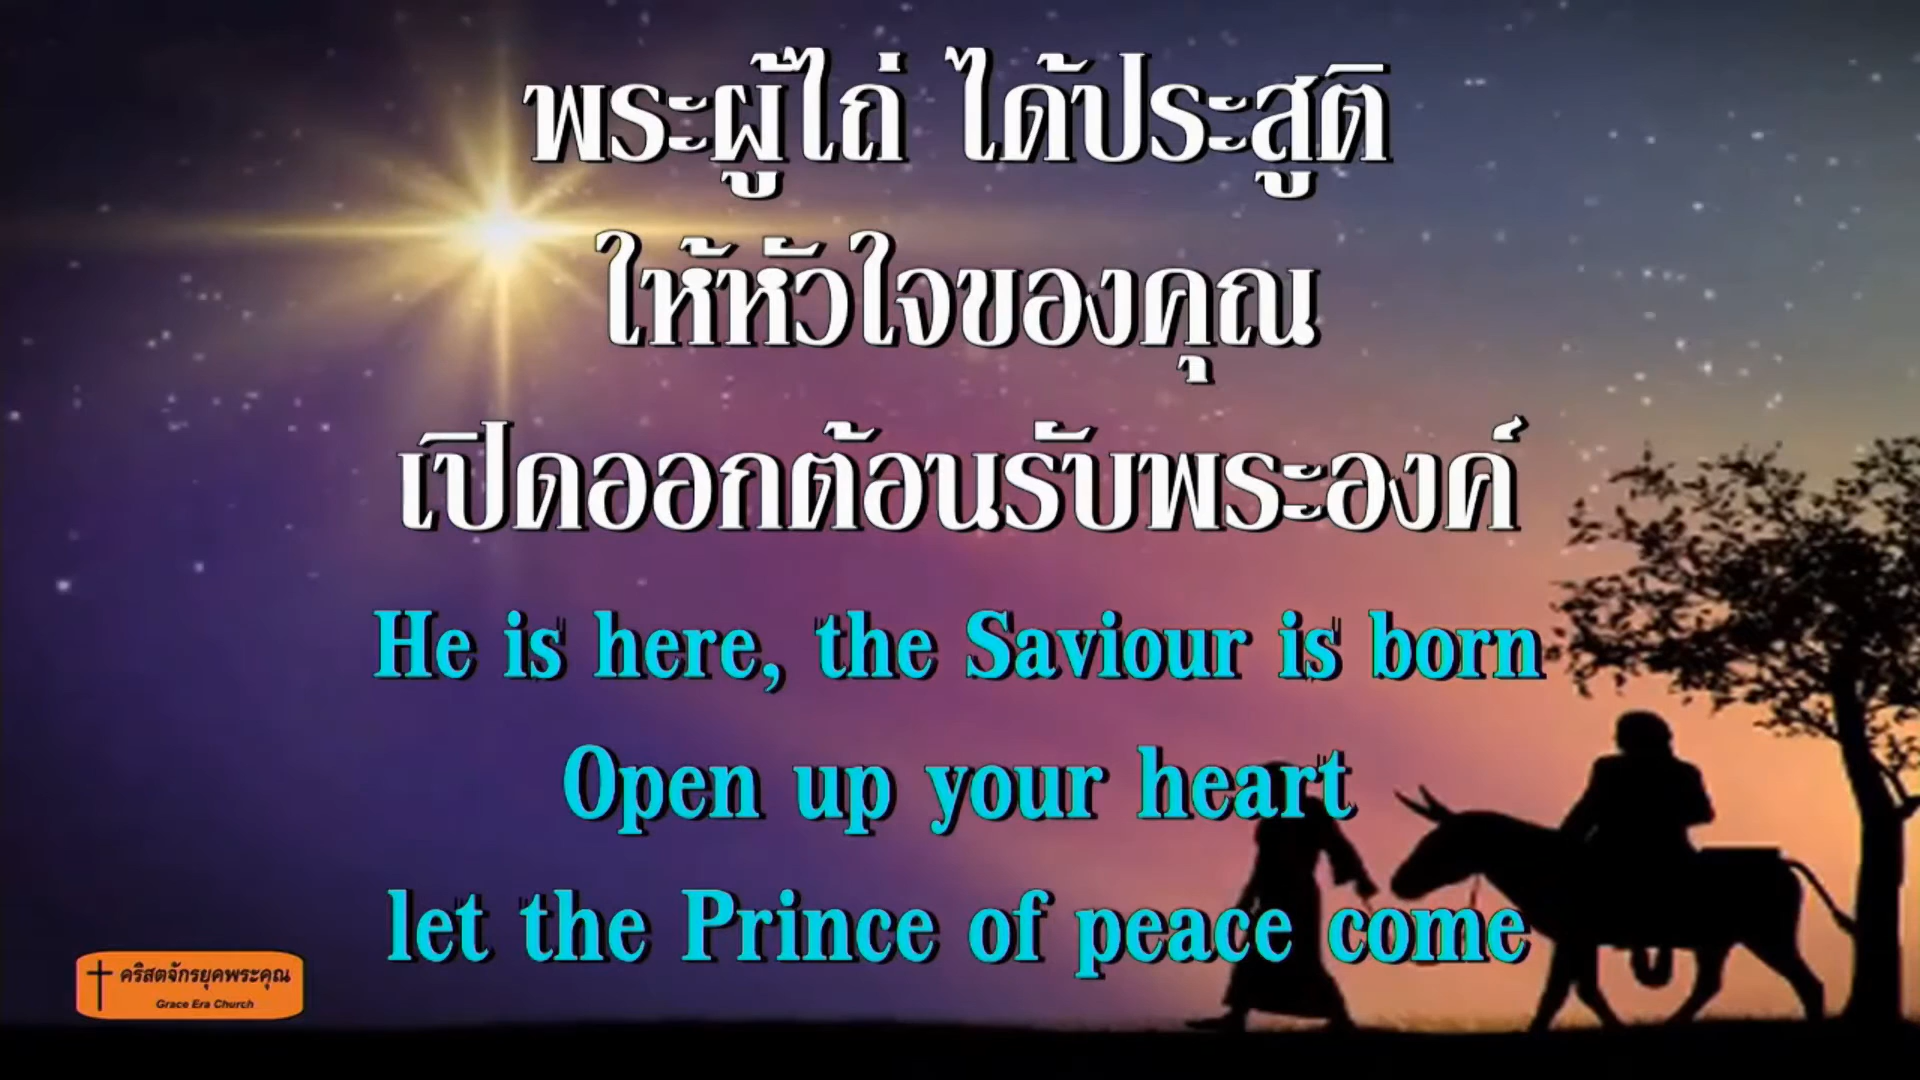 พระผู้ไถ่ ได้ประสูติ
ให้หัวใจของคุณ
เปิดออกต้อนรับพระองค์
He is here, the Saviour is born
Open up your heart
let the Prince of peace come
คริสตจักรยุคพระคุณ
Grace Era Church